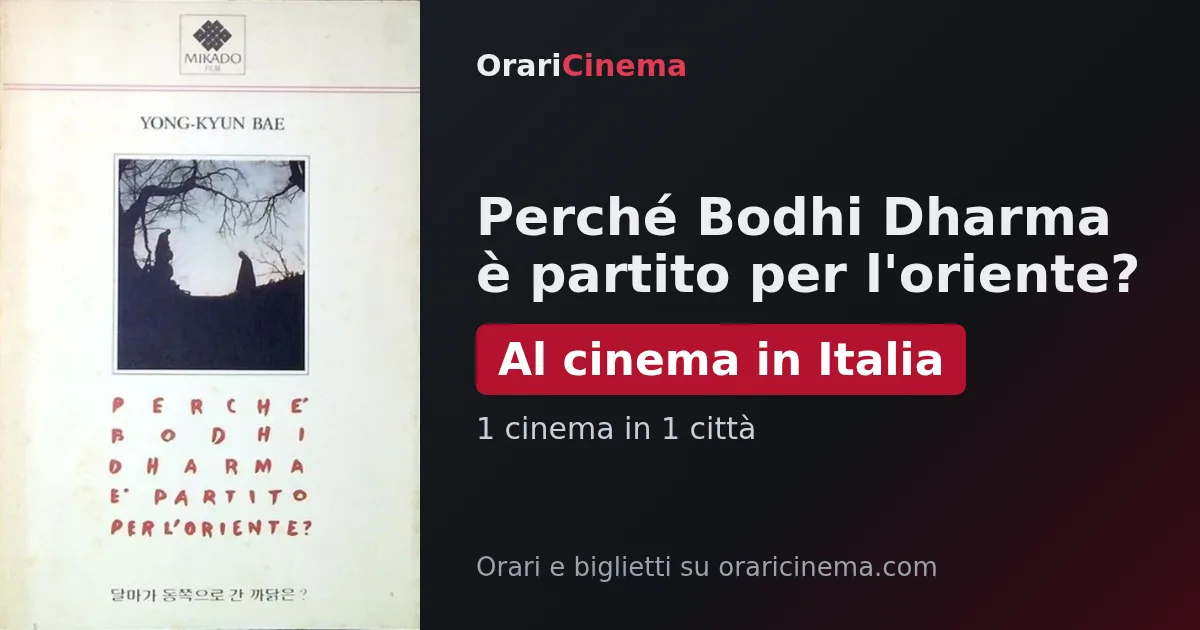 MIKADO
FILM
YONG-KYUN BAE
PERCHE'
BODHI
DHARMA
E' PARTITO
PER L'ORIENTE?
달마가 동쪽으로 간 까닭은?
OrariCinema
Perché Bodhi Dharma
è partito per l'oriente?
Al cinema in Italia
1 cinema in 1 città
Orari e biglietti su oraricinema.com